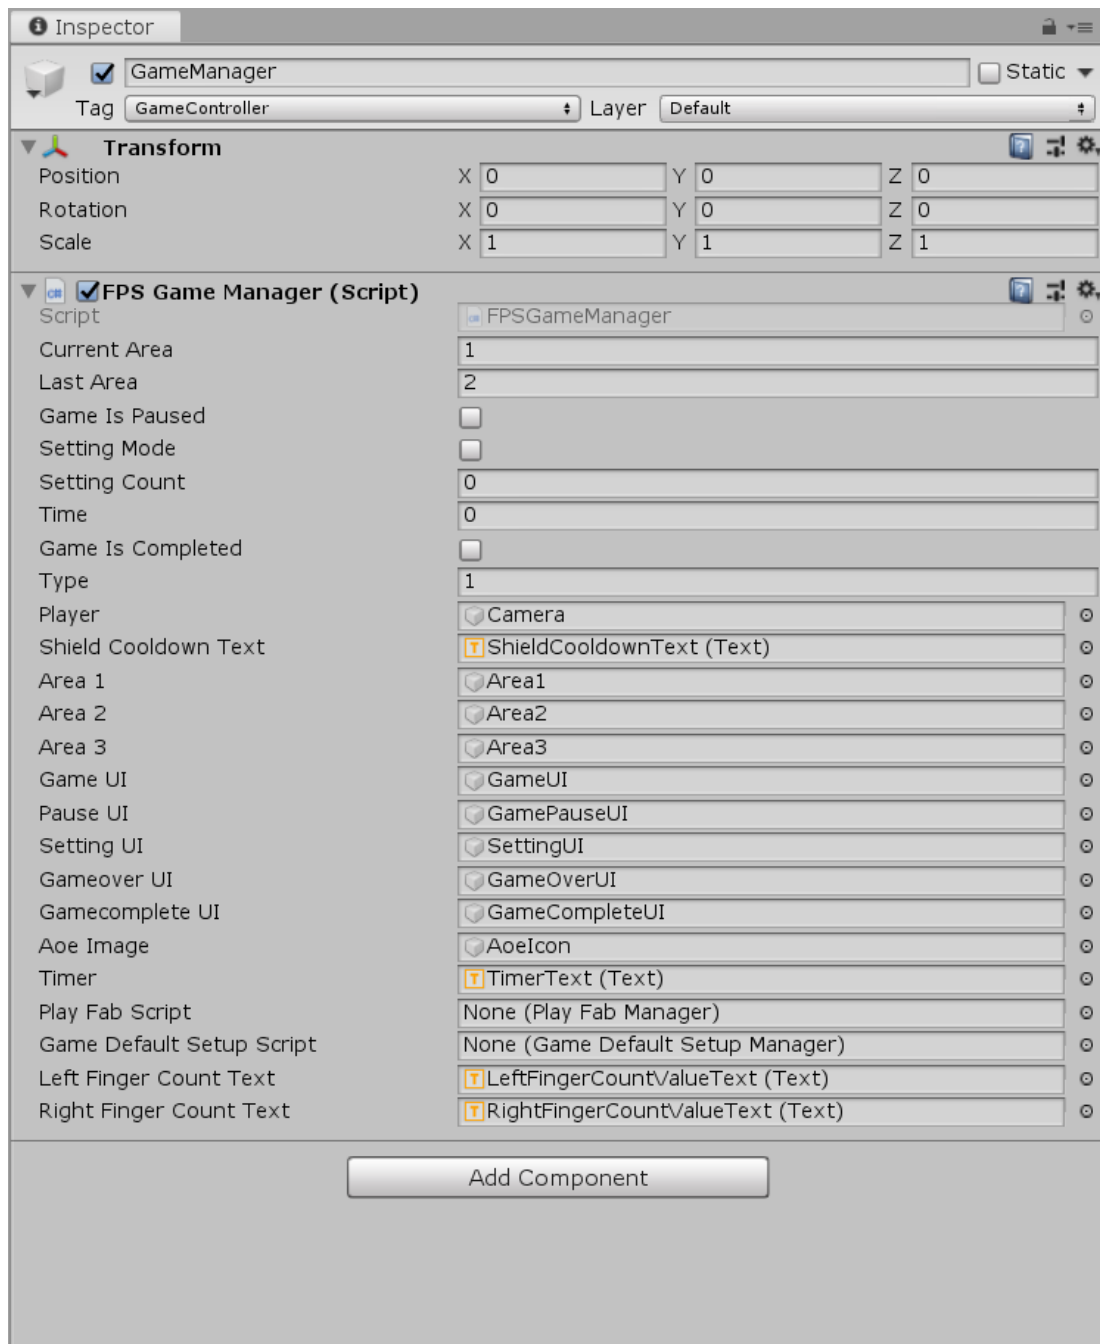 Inspector
GameManager Static
Tag GameController Layer Default
Transform
Position X 0 Y 0 Z 0
Rotation X 0 Y 0 Z 0
Scale X 1 Y 1 Z 1
FPS Game Manager (Script)
Script FPSGameManager
Current Area 1
Last Area 2
Game Is Paused
Setting Mode
Setting Count 0
Time 0
Game Is Completed
Type 1
Player Camera
Shield Cooldown Text ShieldCooldownText (Text)
Area 1 Area1
Area 2 Area2
Area 3 Area3
Game UI GameUI
Pause UI GamePauseUI
Setting UI SettingUI
Gameover UI GameOverUI
Gamecomplete UI GameCompleteUI
Aoe Image AoeIcon
Timer TimerText (Text)
Play Fab Script None (Play Fab Manager)
Game Default Setup Script None (Game Default Setup Manager)
Left Finger Count Text LeftFingerCountValueText (Text)
Right Finger Count Text RightFingerCountValueText (Text)
Add Component